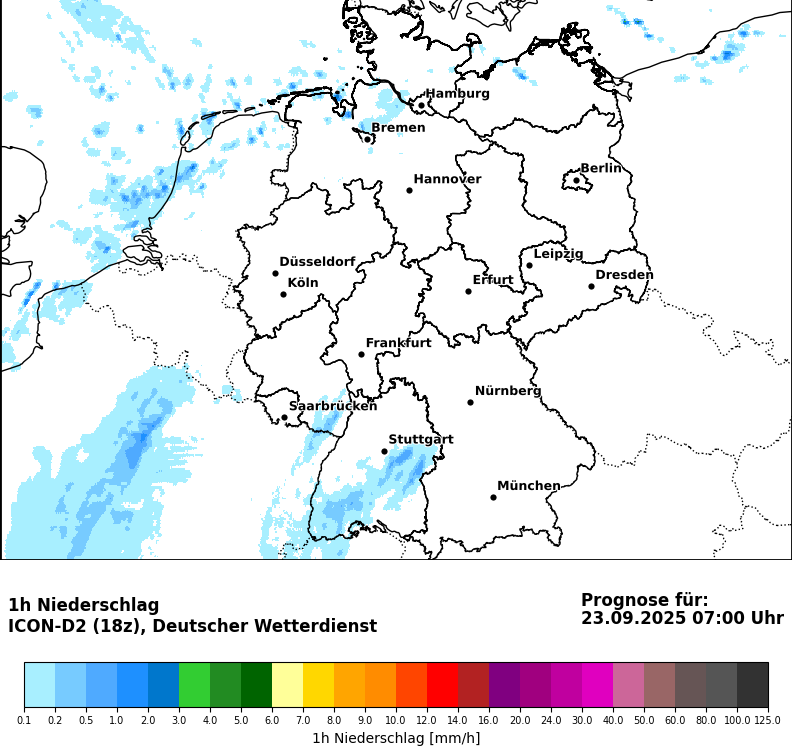 Hamburg
Bremen
Berlin
Hannover
Leipzig
Düsseldorf
Dresden
Köln
Erfurt
Frankfurt
Nürnberg
Saarbrücken
Stuttgart
München
1h Niederschlag
ICON-D2 (18z), Deutscher Wetterdienst
Prognose für:
23.09.2025 07:00 Uhr
0.1 0.2 0.5 1.0 2.0 3.0 4.0 5.0 6.0 7.0 8.0 9.0 10.0 12.0 14.0 16.0 20.0 24.0 30.0 40.0 50.0 60.0 80.0 100.0 125.0
1h Niederschlag [mm/h]